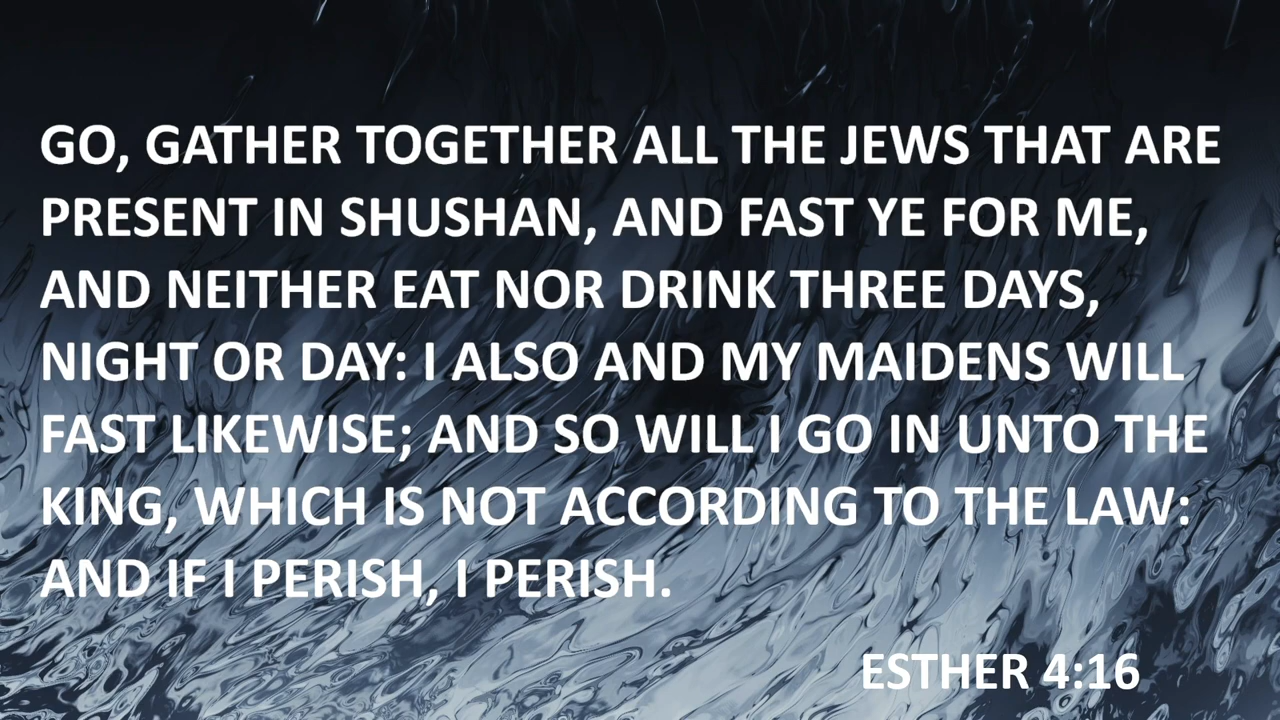 GO, GATHER TOGETHER ALL THE JEWS THAT ARE
PRESENT IN SHUSHAN, AND FAST YE FOR ME,
AND NEITHER EAT NOR DRINK THREE DAYS,
NIGHT OR DAY: I ALSO AND MY MAIDENS WILL
FAST LIKEWISE; AND SO WILL I GO IN UNTO THE
KING, WHICH IS NOT ACCORDING TO THE LAW:
AND IF I PERISH, I PERISH.
ESTHER 4:16